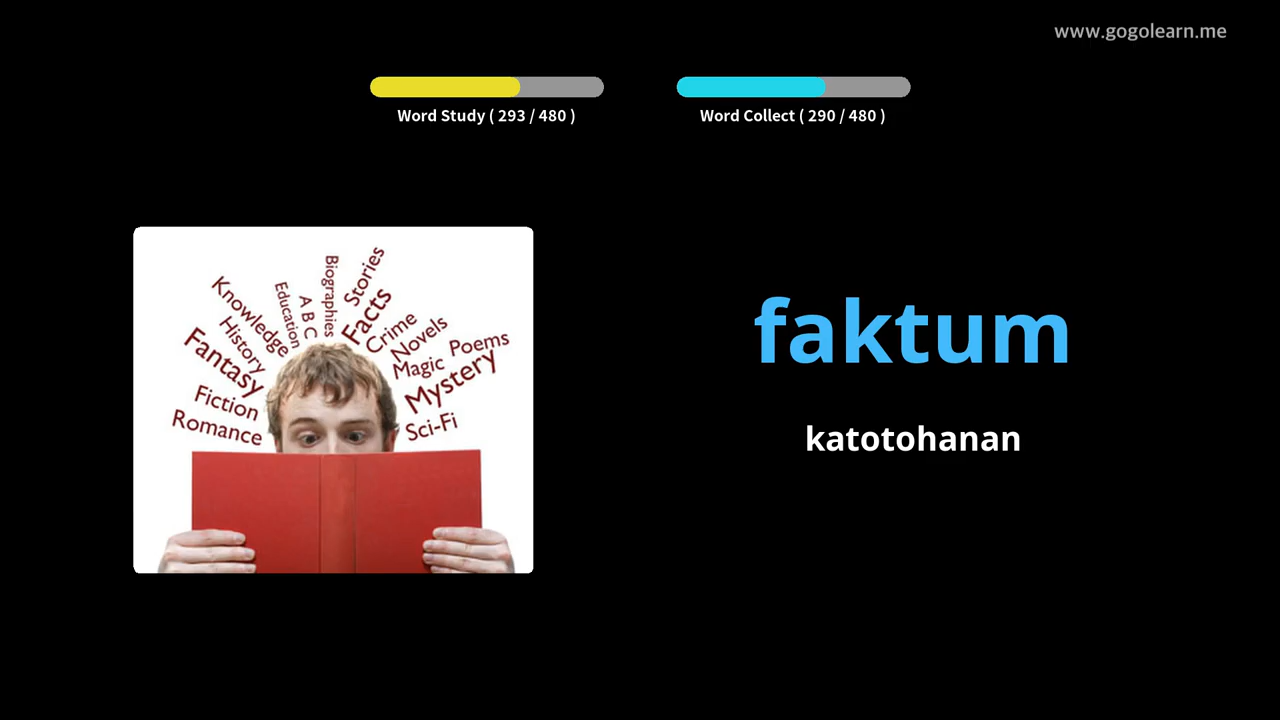 www.gogolearn.me
Word Study ( 293 / 480 )
Word Collect ( 290 / 480 )
Knowledge
Education
A B C
Biographies
Stories
Facts
History
Crime
Novels
Poems
Fantasy
Magic
Mystery
Fiction
Romance
Sci-Fi
faktum
katotohanan